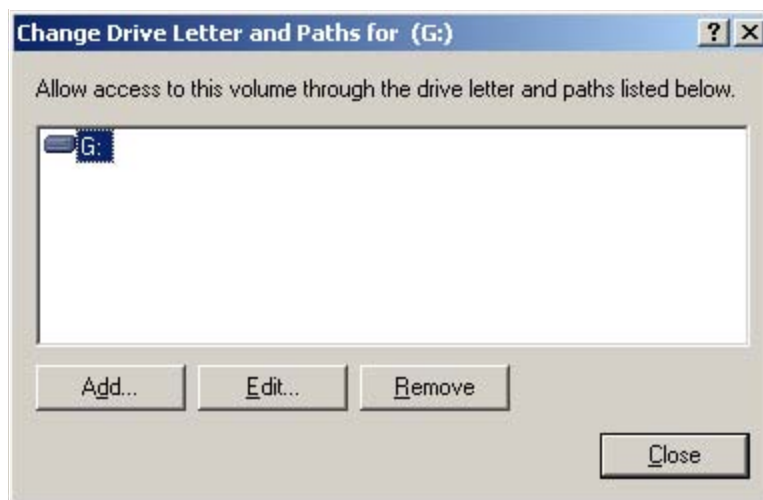 Change Drive Letter and Paths for (G:)
Allow access to this volume through the drive letter and paths listed below.
G:
Add... Edit... Remove
Close